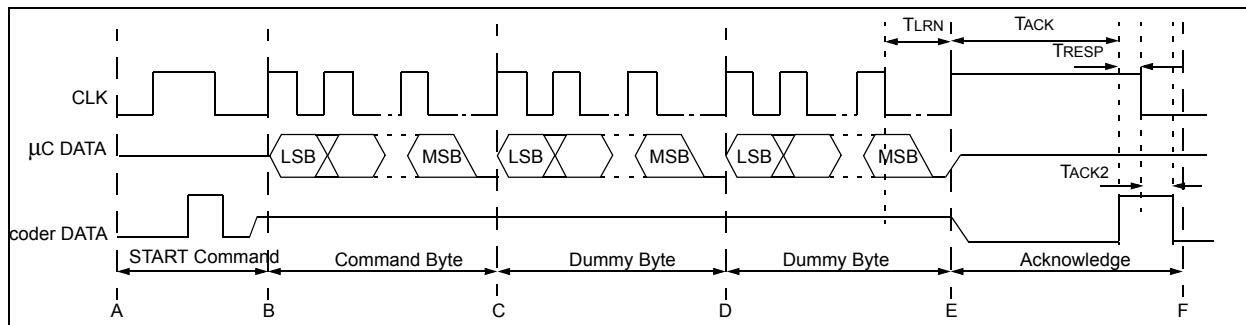 TLRN
TACK
TRESP
CLK
µC DATA
LSB
MSB
LSB
MSB
LSB
MSB
TACK2
coder DATA
START Command
Command Byte
Dummy Byte
Dummy Byte
Acknowledge
A
B
C
D
E
F